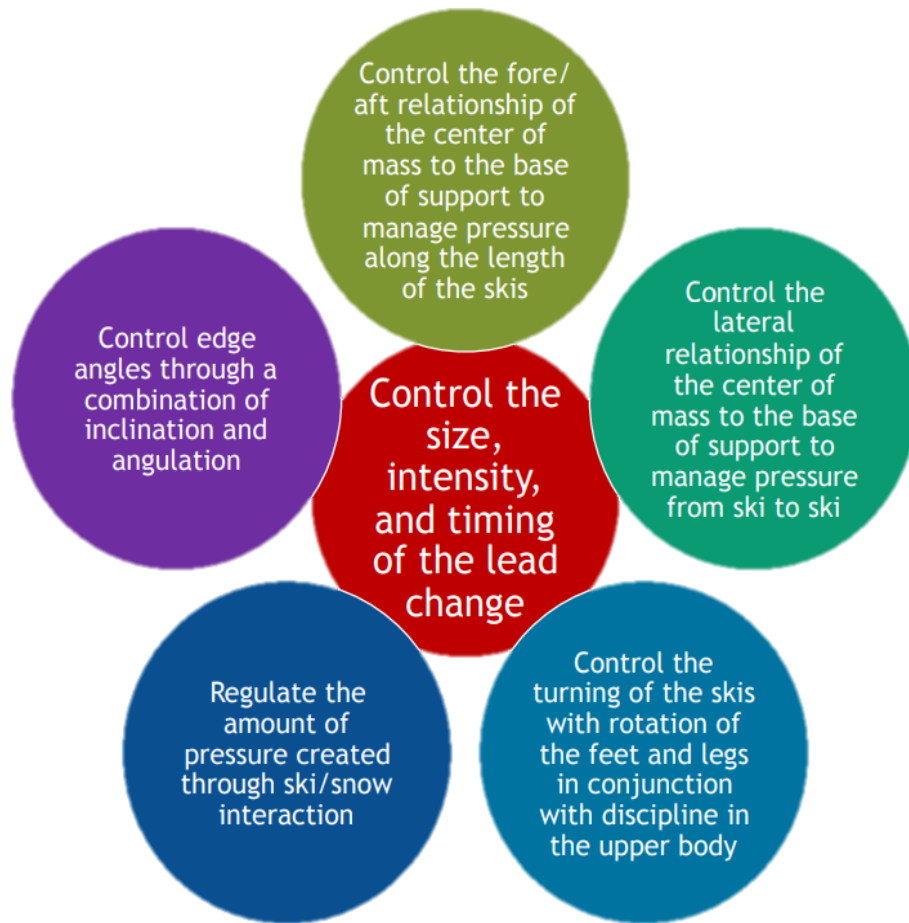 Control the fore/
aft relationship of
the center of
mass to the base
of support to
manage pressure
along the length
of the skis
Control the
lateral
relationship of
the center of
mass to the base
of support to
manage pressure
from ski to ski
Control edge
angles through a
combination of
inclination and
angulation
Control the
size,
intensity,
and timing
of the lead
change
Regulate the
amount of
pressure created
through ski/snow
interaction
Control the
turning of the skis
with rotation of
the feet and legs
in conjunction
with discipline in
the upper body